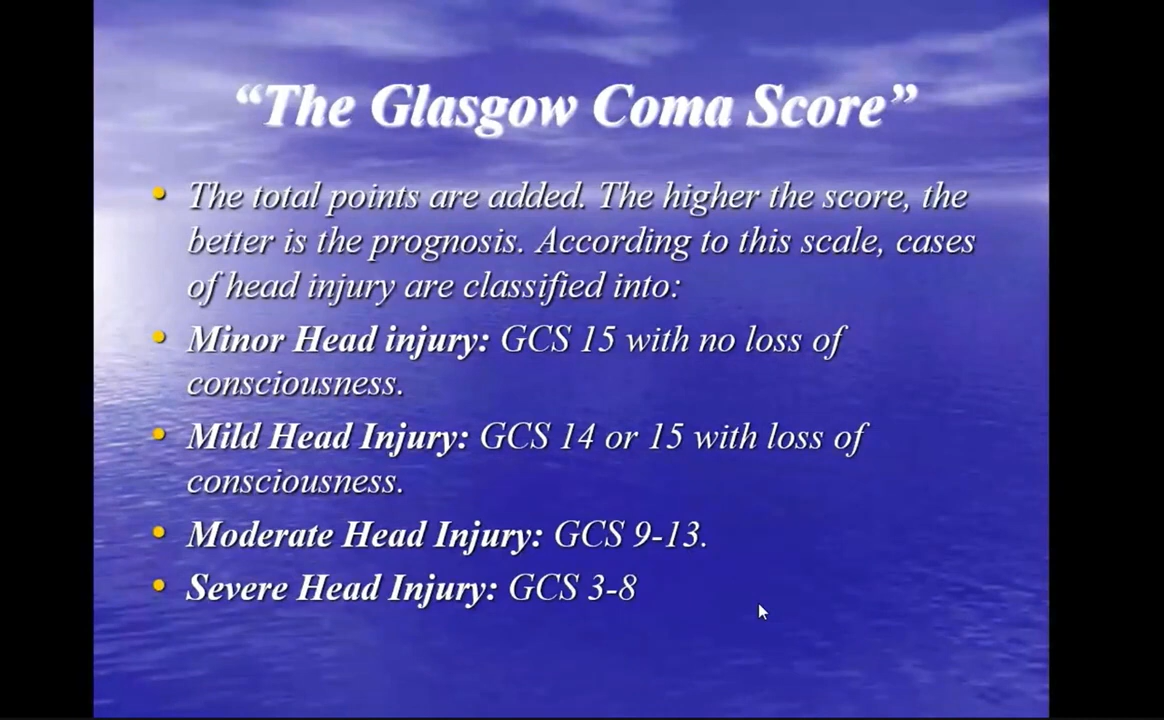 “The Glasgow Coma Score”
• The total points are added. The higher the score, the
better is the prognosis. According to this scale, cases
of head injury are classified into:
• Minor Head injury: GCS 15 with no loss of
consciousness.
• Mild Head Injury: GCS 14 or 15 with loss of
consciousness.
• Moderate Head Injury: GCS 9-13.
• Severe Head Injury: GCS 3-8